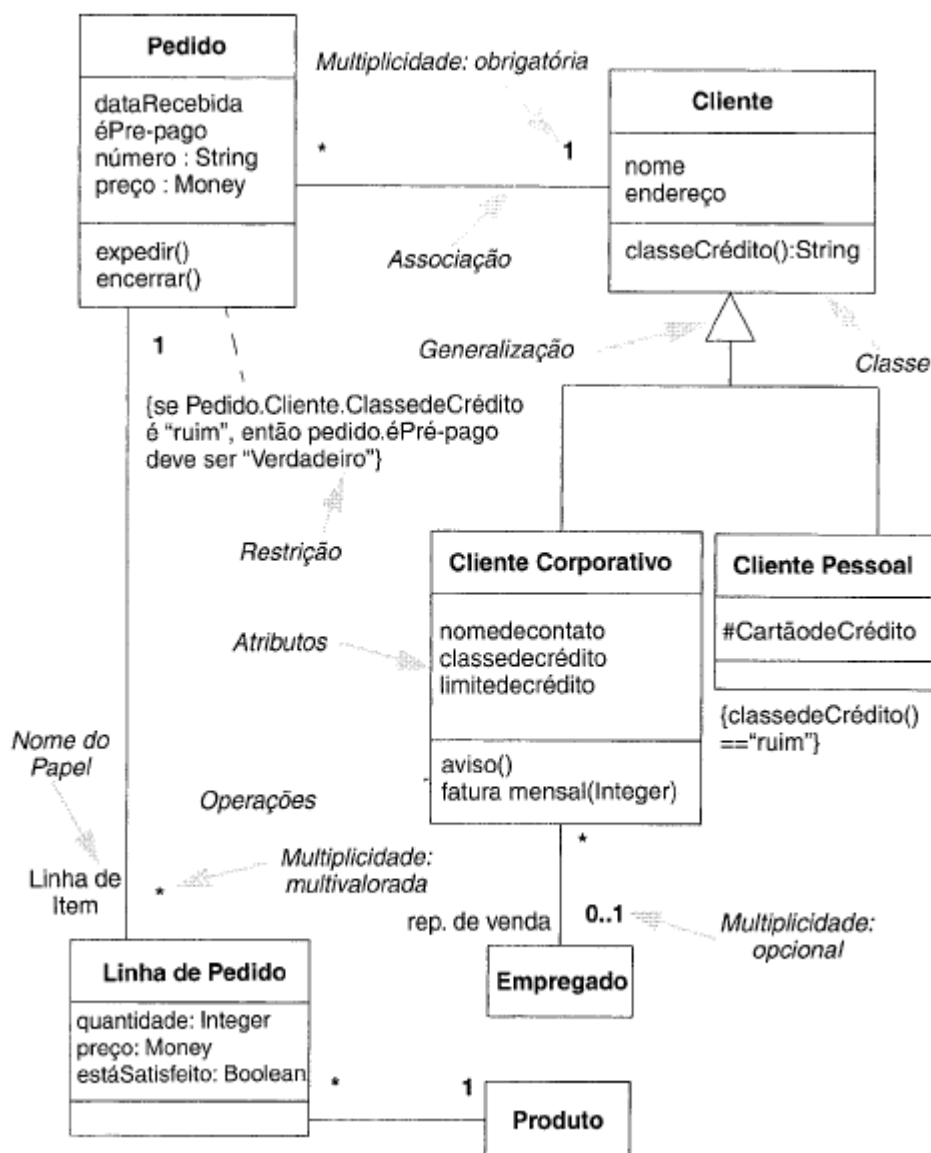 Pedido
dataRecebida
éPre-pago
número : String
preço : Money
expedir()
encerrar()
Multiplicidade: obrigatória
*
1
Associação
Cliente
nome
endereço
classeCrédito():String
Generalização
Classe
1
{se Pedido.Cliente.ClassedeCrédito
é “ruim”, então pedido.éPré-pago
deve ser “Verdadeiro”}
Restrição
Cliente Corporativo
nomedecontato
classedecrédito
limitedecrédito
aviso()
fatura mensal(Integer)
Cliente Pessoal
#CartãodeCrédito
{classedeCrédito()
==“ruim”}
Atributos
Nome do
Papel
Operações
Linha de
Item
*
Multiplicidade:
multivalorada
*
rep. de venda
0..1
Multiplicidade:
opcional
Empregado
Linha de Pedido
quantidade: Integer
preço: Money
estáSatisfeito: Boolean
*
1
Produto